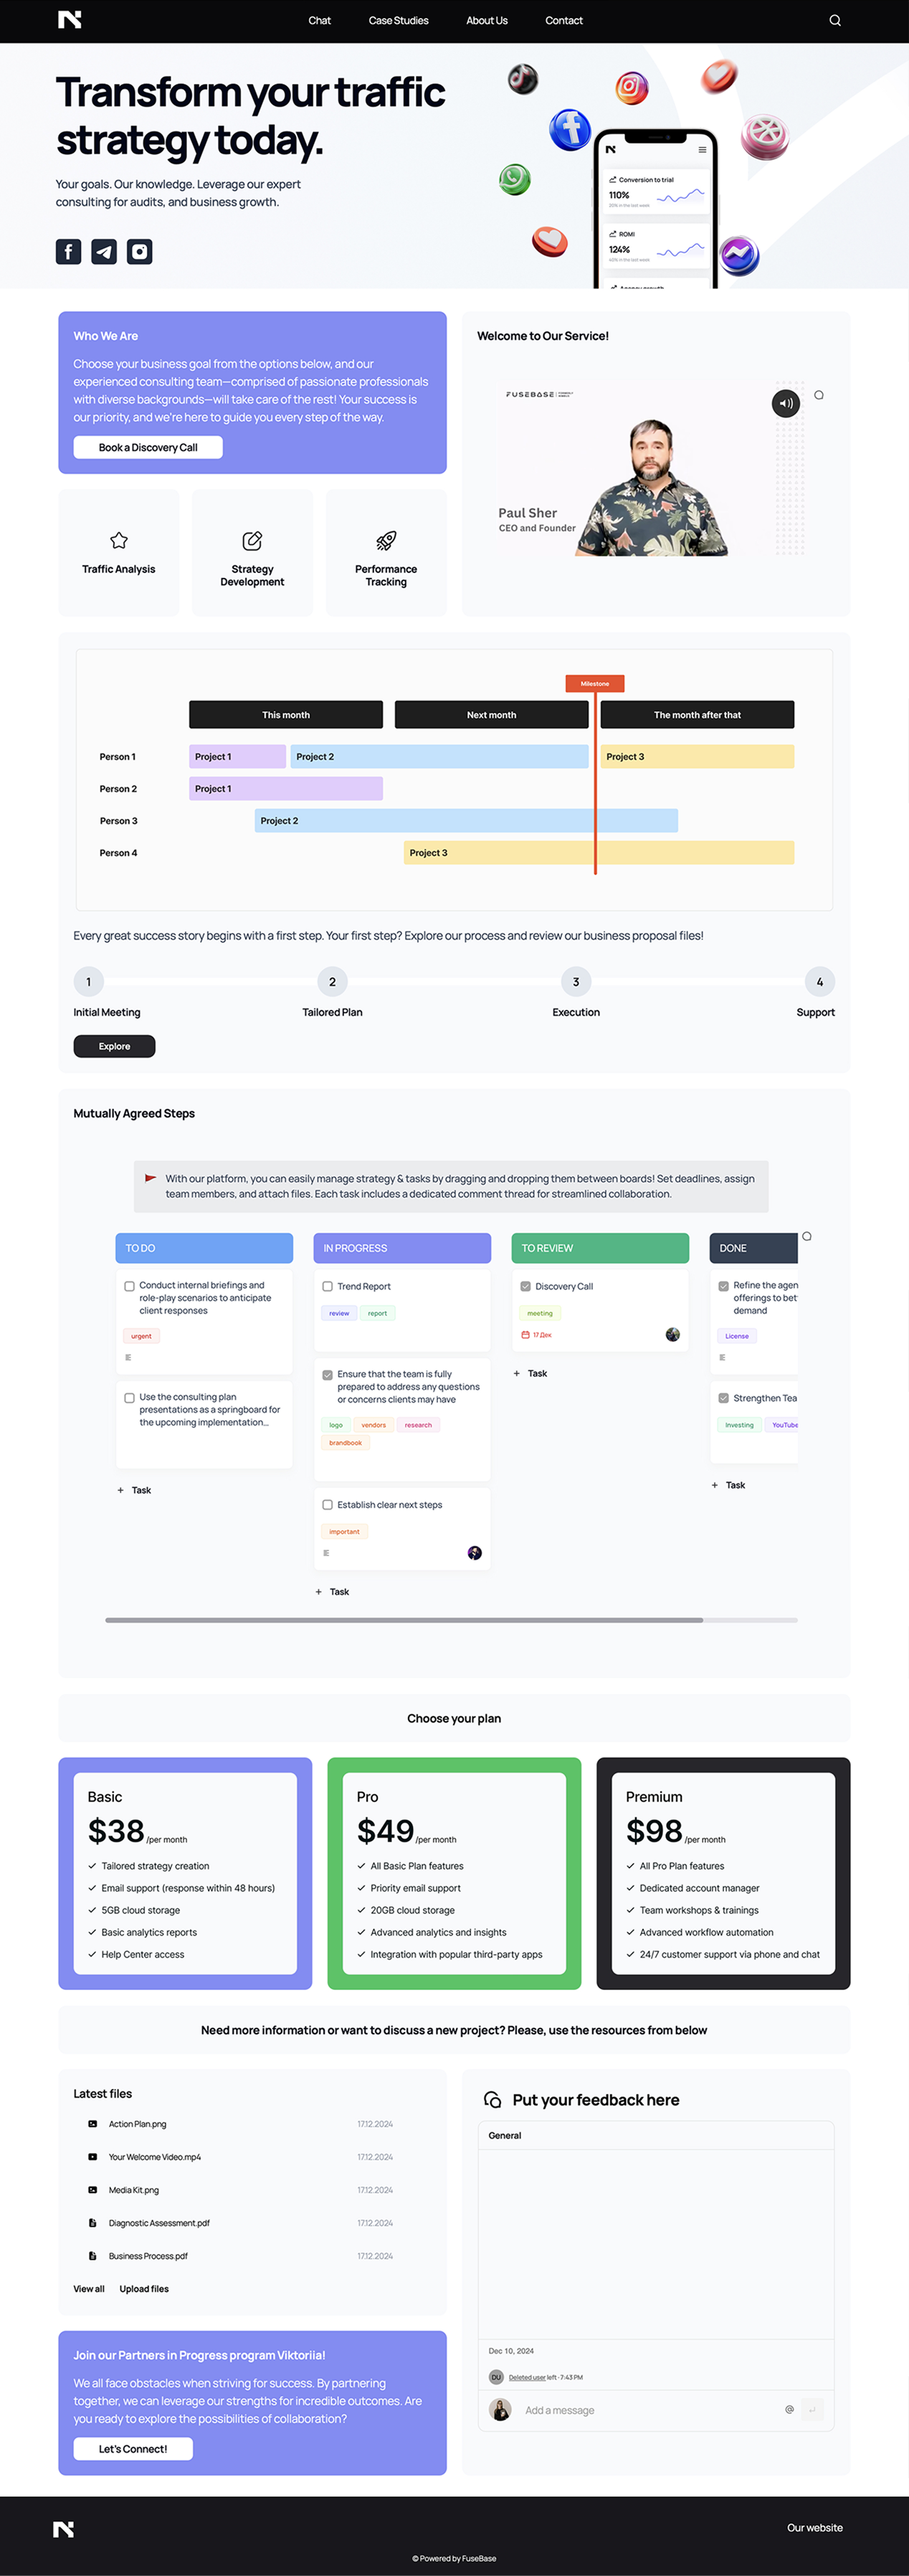 Chat
Case Studies
About Us
Contact
Transform your traffic
strategy today.
Your goals. Our knowledge. Leverage our expert
consulting for audits, and business growth.
Conversion to trial
110%
ROMI
124%
Who We Are
Choose your business goal from the options below, and our
experienced consulting team—comprised of passionate professionals
with diverse backgrounds—will take care of the rest! Your success is
our priority, and we're here to guide you every step of the way.
Book a Discovery Call
Welcome to Our Service!
FUSEBASE
Paul Sher
CEO and Founder
Traffic Analysis
Strategy
Development
Performance
Tracking
Milestone
This month
Next month
The month after that
Person 1
Project 1
Project 2
Project 3
Person 2
Project 1
Person 3
Project 2
Person 4
Project 3
Every great success story begins with a first step. Your first step? Explore our process and review our business proposal files!
1
2
3
4
Initial Meeting
Tailored Plan
Execution
Support
Explore
Mutually Agreed Steps
With our platform, you can easily manage strategy & tasks by dragging and dropping them between boards! Set deadlines, assign
team members, and attach files. Each task includes a dedicated comment thread for streamlined collaboration.
TO DO
Conduct internal briefings and
role-play scenarios to anticipate
client responses
urgent
Use the consulting plan
presentations as a springboard for
the upcoming implementation...
+ Task
IN PROGRESS
Trend Report
review
report
Ensure that the team is fully
prepared to address any questions
or concerns clients may have
logo
vendors
research
brandbook
Establish clear next steps
important
+ Task
TO REVIEW
Discovery Call
meeting
17 Дек
+ Task
DONE
Refine the agen
offerings to bet
demand
License
Strengthen Tea
Investing
YouTube
+ Task
Choose your plan
Basic
$38 /per month
Tailored strategy creation
Email support (response within 48 hours)
5GB cloud storage
Basic analytics reports
Help Center access
Pro
$49 /per month
All Basic Plan features
Priority email support
20GB cloud storage
Advanced analytics and insights
Integration with popular third-party apps
Premium
$98 /per month
All Pro Plan features
Dedicated account manager
Team workshops & trainings
Advanced workflow automation
24/7 customer support via phone and chat
Need more information or want to discuss a new project? Please, use the resources from below
Latest files
Action Plan.png 17.12.2024
Your Welcome Video.mp4 17.12.2024
Media Kit.png 17.12.2024
Diagnostic Assessment.pdf 17.12.2024
Business Process.pdf 17.12.2024
View all
Upload files
Join our Partners in Progress program Viktoriia!
We all face obstacles when striving for success. By partnering
together, we can leverage our strengths for incredible outcomes. Are
you ready to explore the possibilities of collaboration?
Let's Connect!
Put your feedback here
General
Dec 10, 2024
DU
Deleted user left · 7:43 PM
Add a message
@
Our website
© Powered by FuseBase